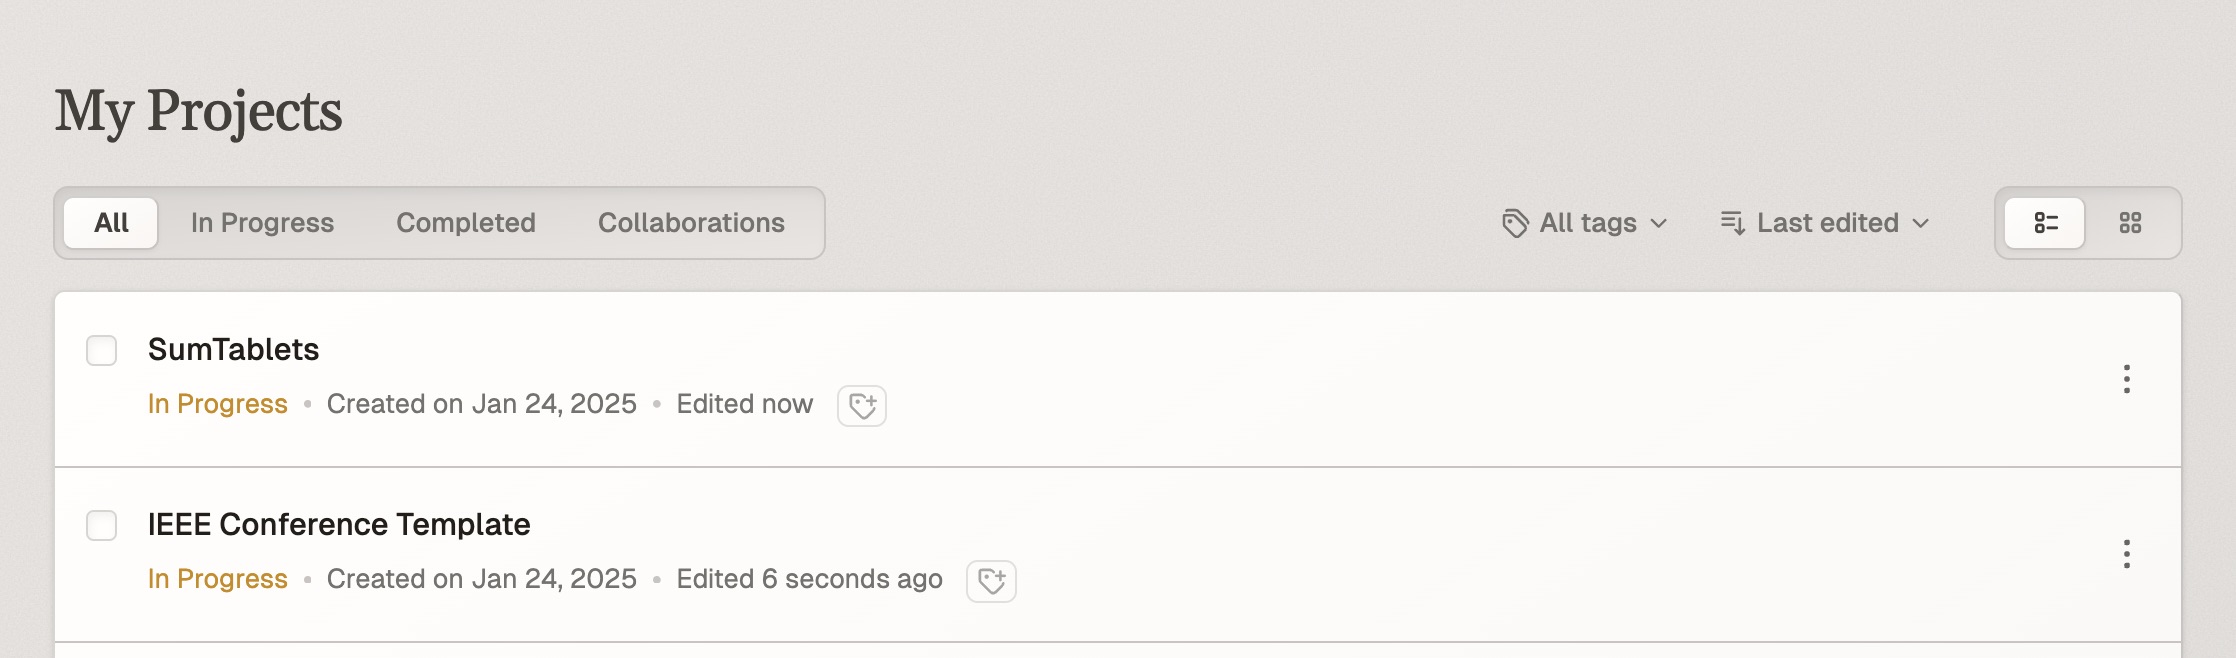 My Projects
All In Progress Completed Collaborations All tags Last edited
SumTablets
In Progress • Created on Jan 24, 2025 • Edited now
IEEE Conference Template
In Progress • Created on Jan 24, 2025 • Edited 6 seconds ago